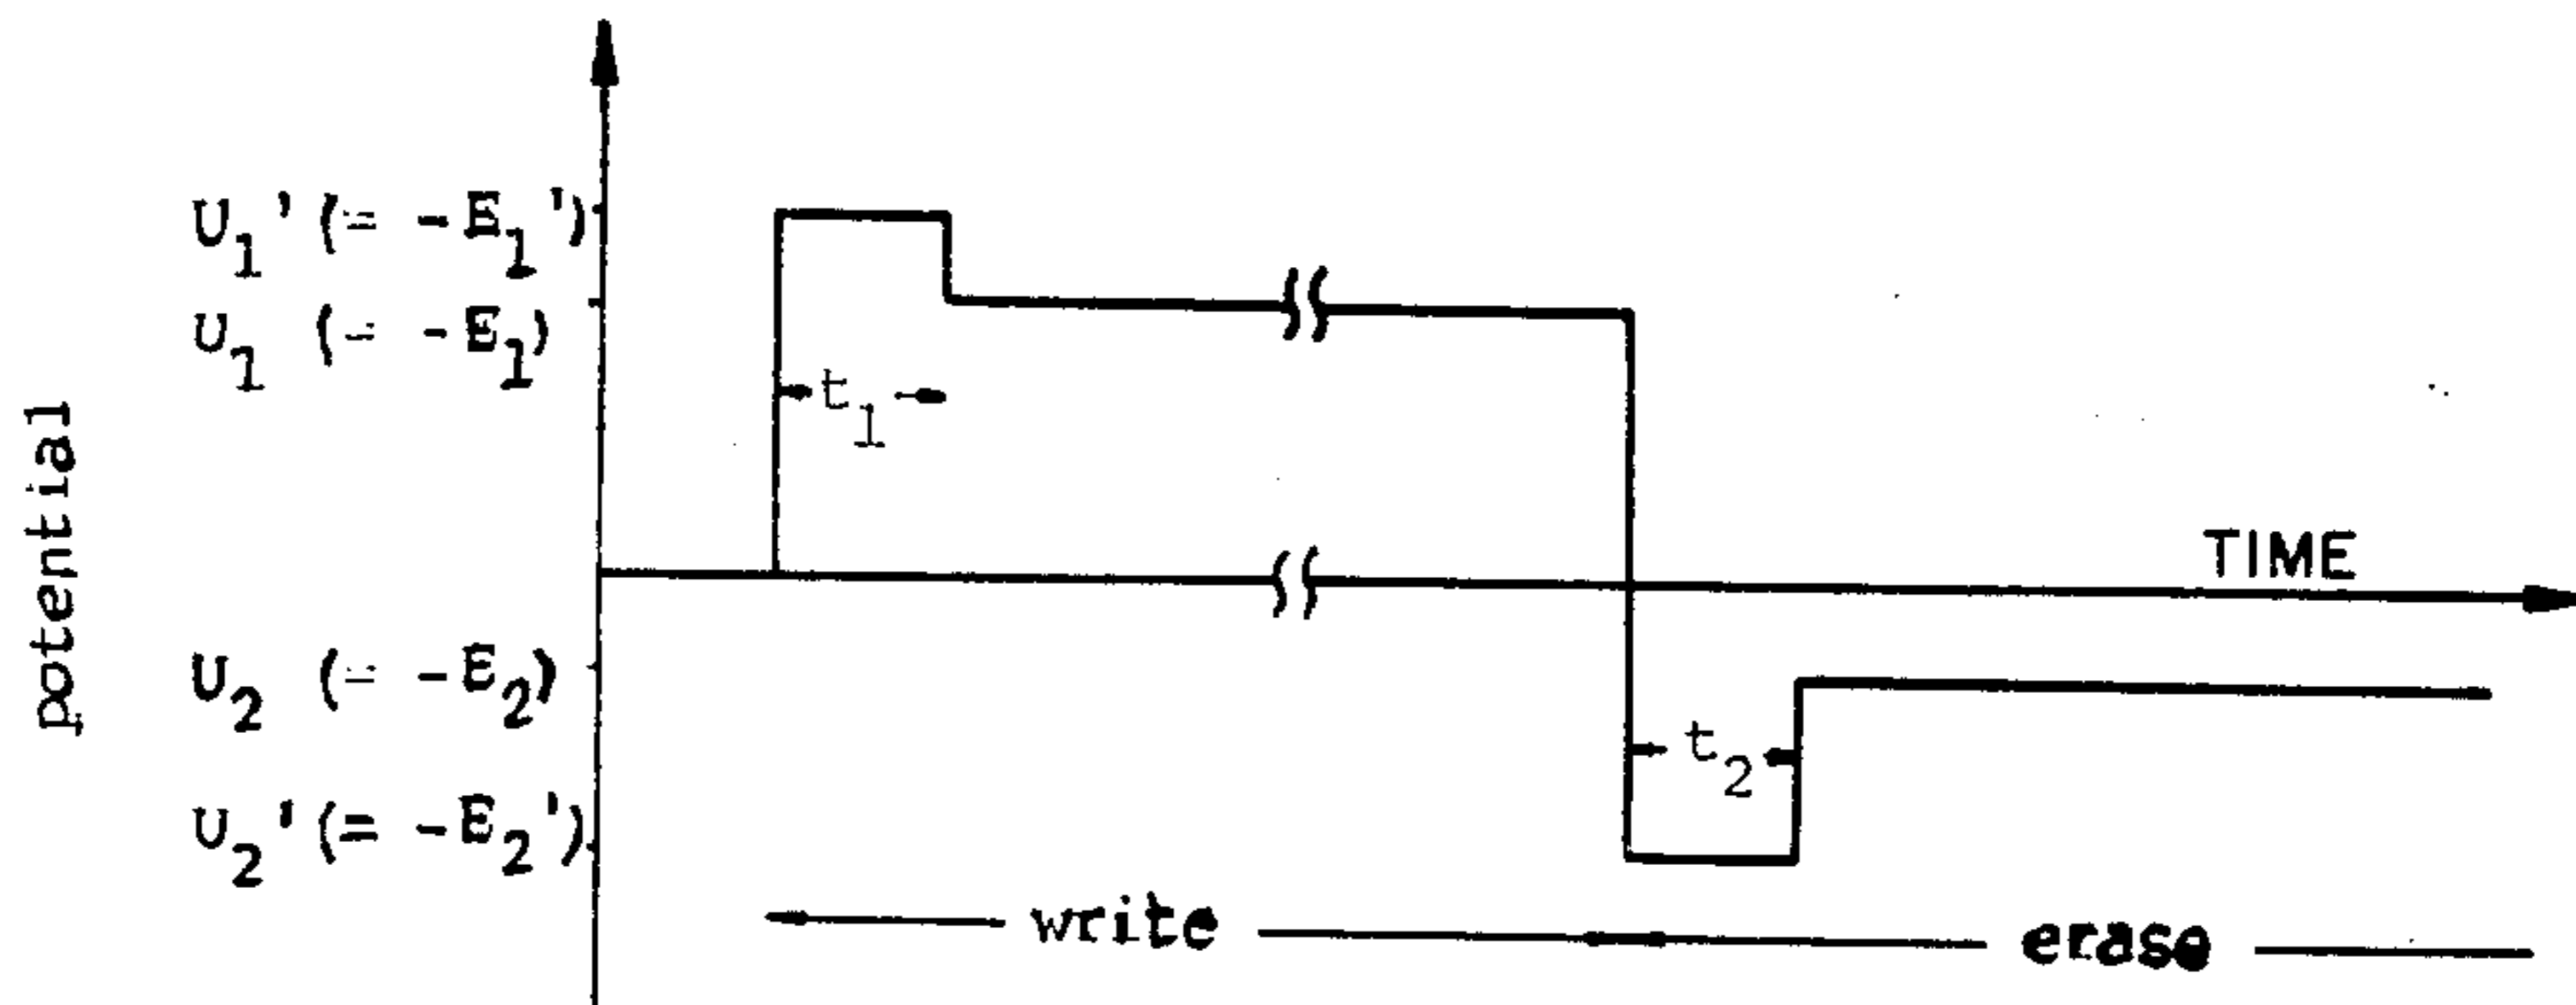 U₁' (= -E₁')
U₁ (= -E₁)
t₁
potential
TIME
U₂ (= -E₂)
t₂
U₂' (= -E₂')
write
erase